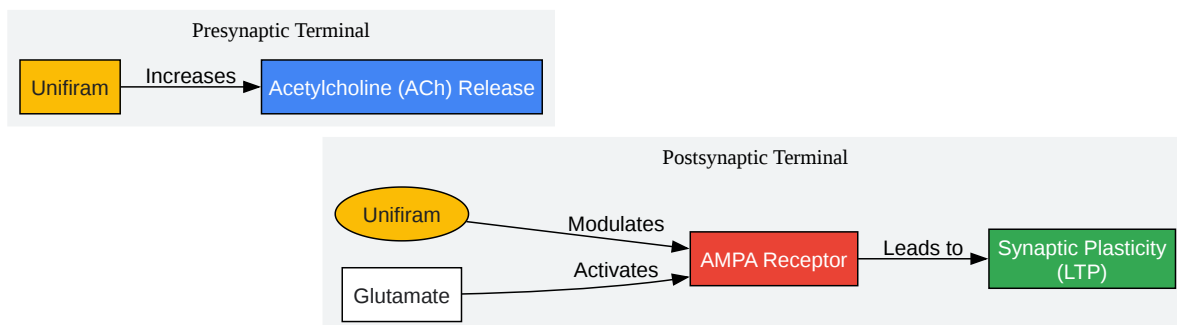 Presynaptic Terminal
Unifiram
Increases
Acetylcholine (ACh) Release
Postsynaptic Terminal
Unifiram
Modulates
Glutamate
Activates
AMPA Receptor
Leads to
Synaptic Plasticity
(LTP)